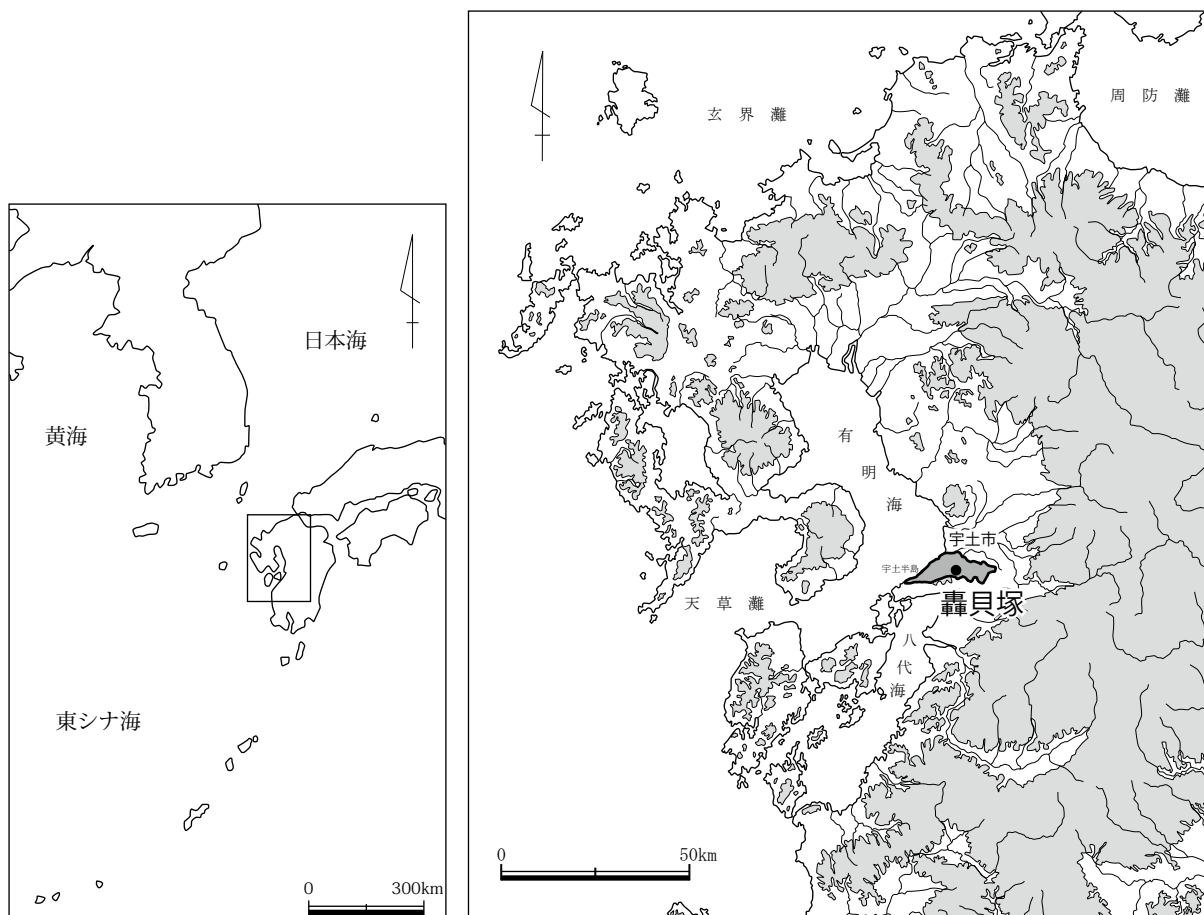 日本海
黄海
東シナ海
0 300km
玄界灘
周防灘
有明海
宇土市
宇土半島
轟貝塚
天草灘
八代海
0 50km